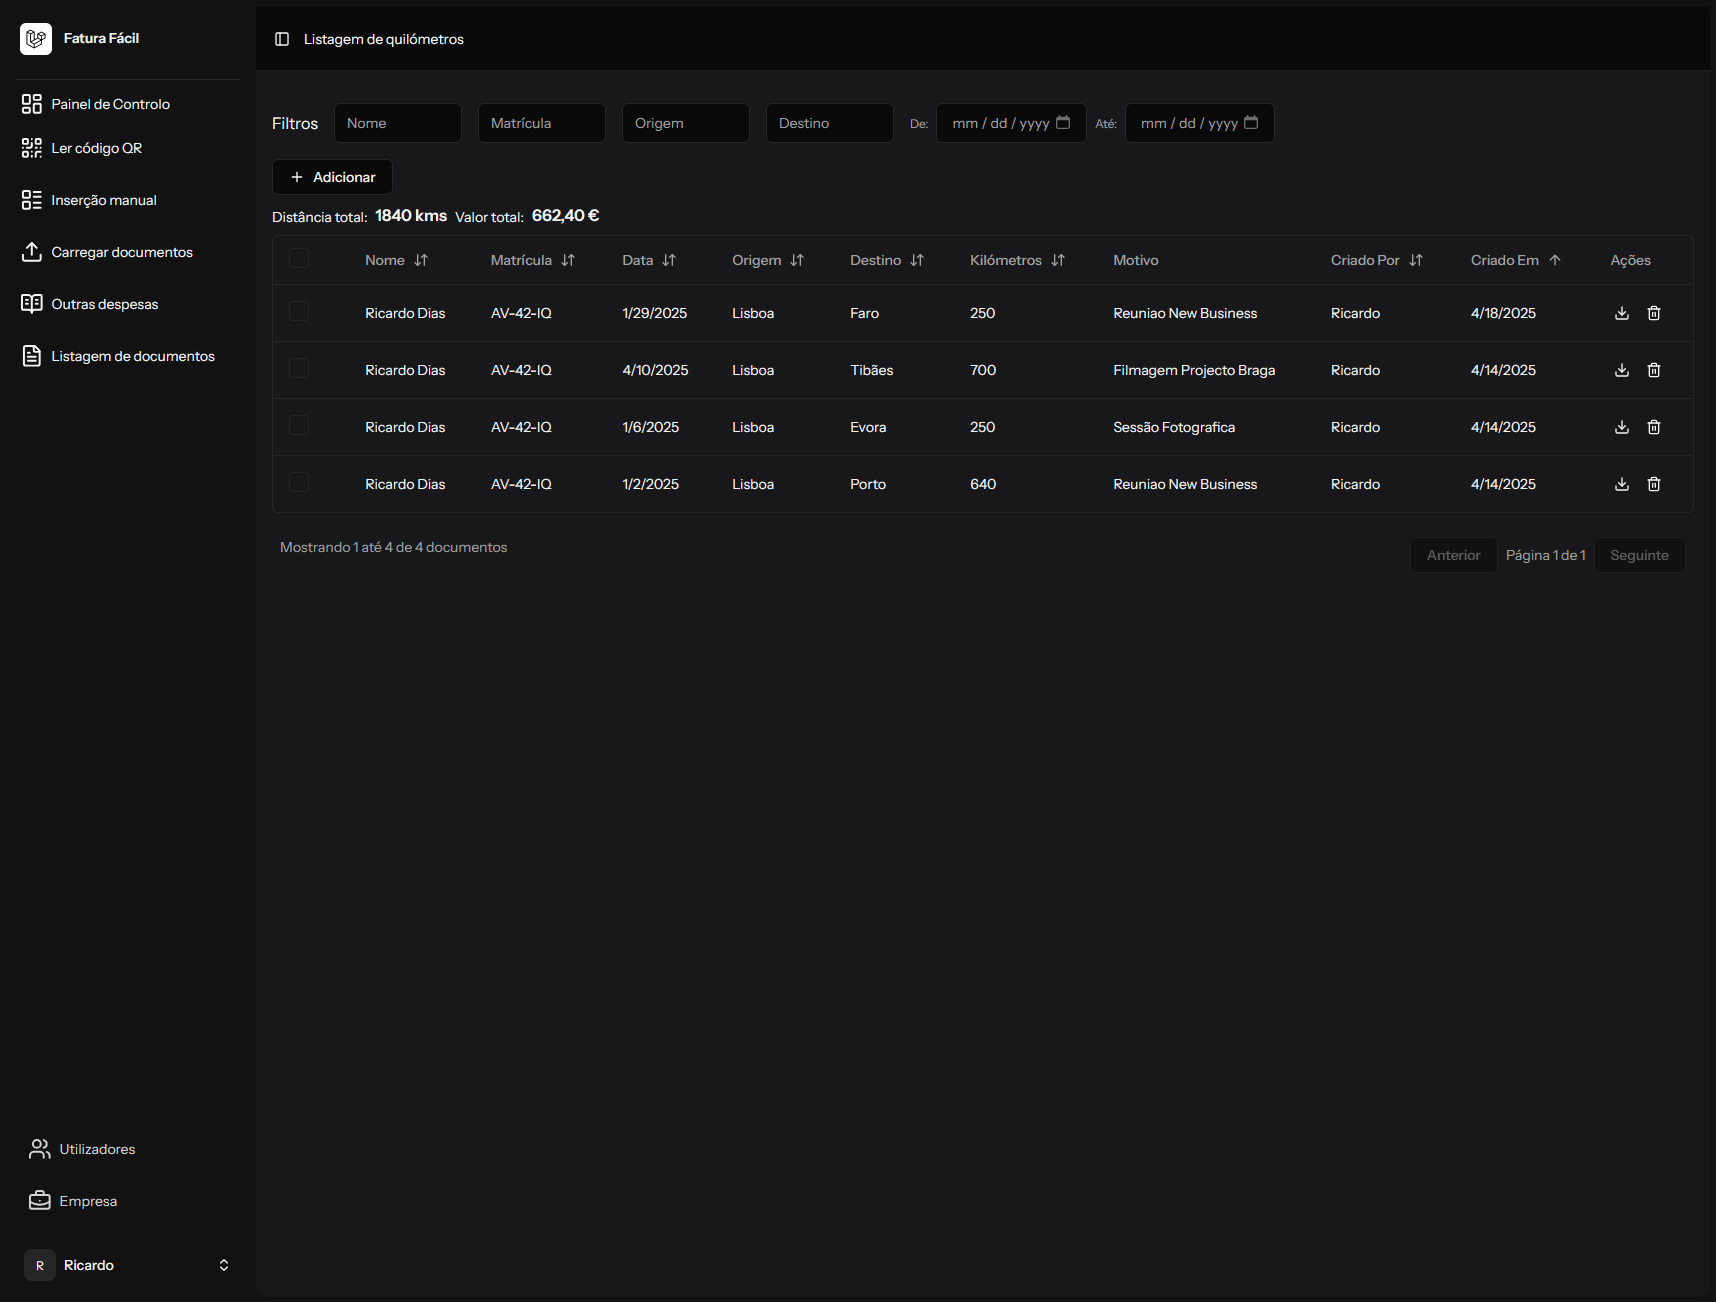 Fatura Fácil
Painel de Controlo
Ler código QR
Inserção manual
Carregar documentos
Outras despesas
Listagem de documentos
Utilizadores
Empresa
R Ricardo
Listagem de quilómetros
Filtros Nome Matrícula Origem Destino De: mm / dd / yyyy Até: mm / dd / yyyy
+ Adicionar
Distância total: 1840 kms Valor total: 662,40 €
Nome Matrícula Data Origem Destino Kilómetros Motivo Criado Por Criado Em Ações
Ricardo Dias AV-42-IQ 1/29/2025 Lisboa Faro 250 Reuniao New Business Ricardo 4/18/2025
Ricardo Dias AV-42-IQ 4/10/2025 Lisboa Tibães 700 Filmagem Projecto Braga Ricardo 4/14/2025
Ricardo Dias AV-42-IQ 1/6/2025 Lisboa Evora 250 Sessão Fotografica Ricardo 4/14/2025
Ricardo Dias AV-42-IQ 1/2/2025 Lisboa Porto 640 Reuniao New Business Ricardo 4/14/2025
Mostrando 1 até 4 de 4 documentos
Anterior Página 1 de 1 Seguinte